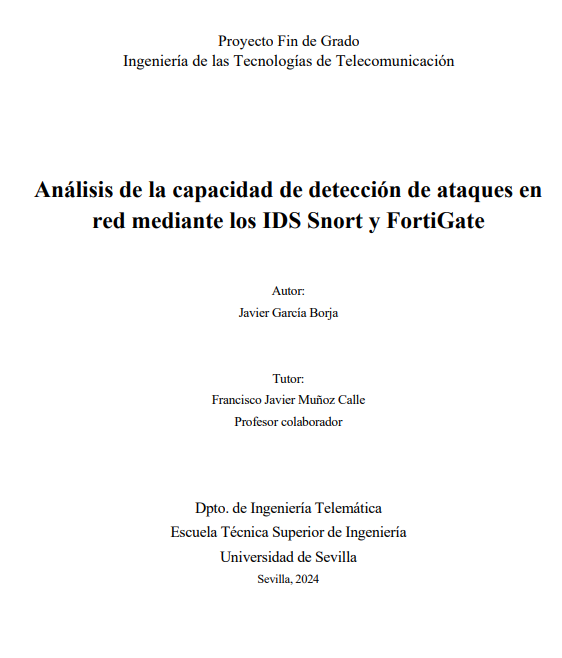 Proyecto Fin de Grado
Ingeniería de las Tecnologías de Telecomunicación
Análisis de la capacidad de detección de ataques en
red mediante los IDS Snort y FortiGate
Autor:
Javier García Borja
Tutor:
Francisco Javier Muñoz Calle
Profesor colaborador
Dpto. de Ingeniería Telemática
Escuela Técnica Superior de Ingeniería
Universidad de Sevilla
Sevilla, 2024